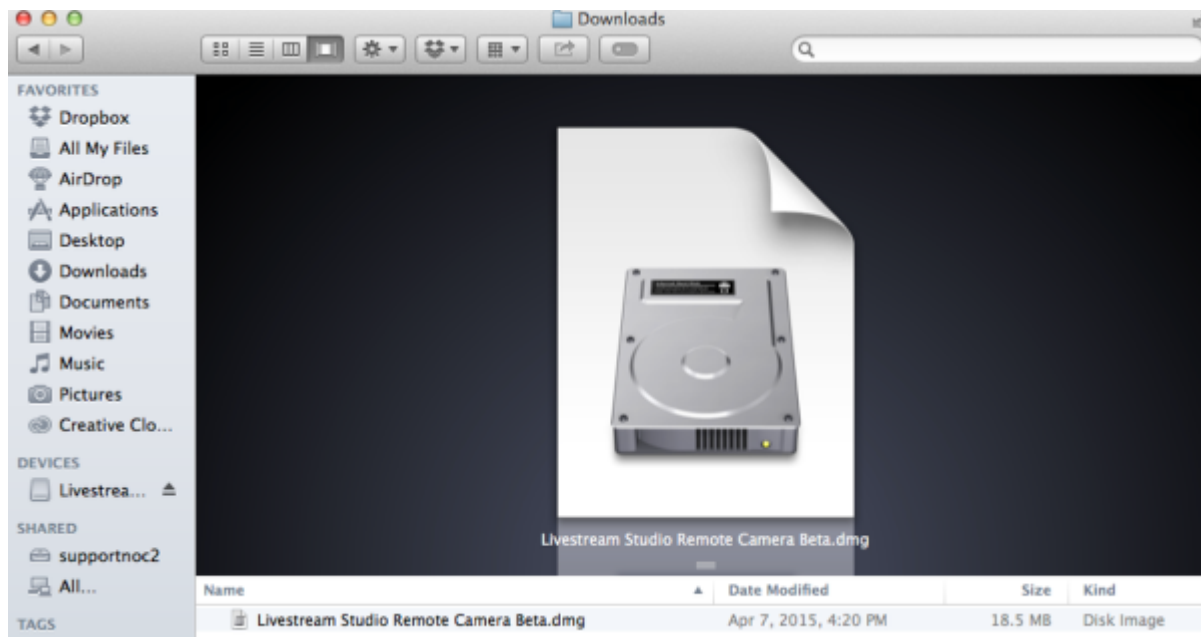 Downloads
FAVORITES
Dropbox
All My Files
AirDrop
Applications
Desktop
Downloads
Documents
Movies
Music
Pictures
Creative Clo...
DEVICES
Livestrea...
SHARED
supportnoc2
All...
TAGS
Livestream Studio Remote Camera Beta.dmg
Name Date Modified Size Kind
Livestream Studio Remote Camera Beta.dmg Apr 7, 2015, 4:20 PM 18.5 MB Disk Image